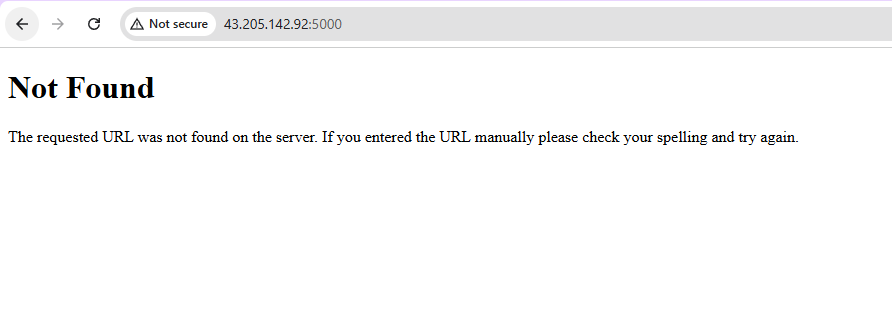 Not secure 43.205.142.92:5000
Not Found
The requested URL was not found on the server. If you entered the URL manually please check your spelling and try again.